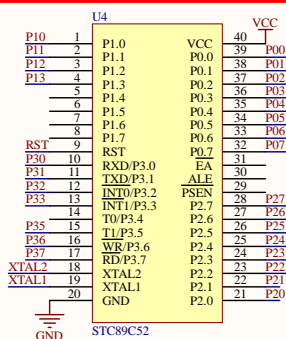 U4
VCC
P10 1 P1.0 VCC 40
P11 2 P1.1 P0.0 39 P00
P12 3 P1.2 P0.1 38 P01
P13 4 P1.3 P0.2 37 P02
5 P1.4 P0.3 36 P03
6 P1.5 P0.4 35 P04
7 P1.6 P0.5 34 P05
8 P1.7 P0.6 33 P06
RST 9 RST P0.7 32 P07
P30 10 RXD/P3.0 EA 31
P31 11 TXD/P3.1 ALE 30
P32 12 INT0/P3.2 PSEN 29
P33 13 INT1/P3.3 P2.7 28 P27
14 T0/P3.4 P2.6 27 P26
P35 15 T1/P3.5 P2.5 26 P25
P36 16 WR/P3.6 P2.4 25 P24
P37 17 RD/P3.7 P2.3 24 P23
XTAL2 18 XTAL2 P2.2 23 P22
XTAL1 19 XTAL1 P2.1 22 P21
20 GND P2.0 21 P20
GND
STC89C52